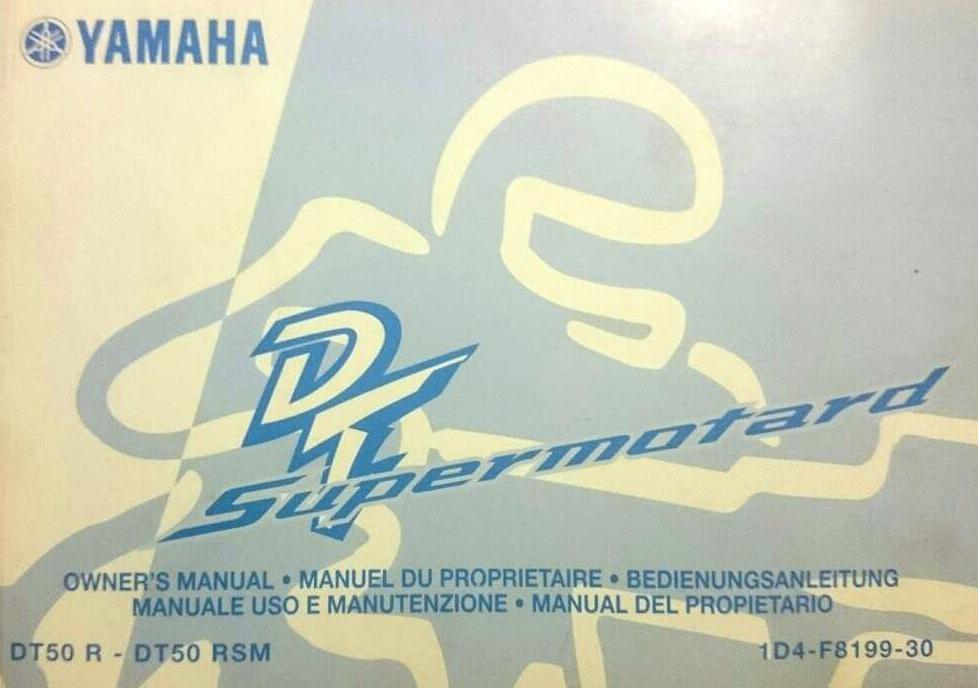 YAMAHA
DT
Supermotard
OWNER'S MANUAL • MANUEL DU PROPRIETAIRE • BEDIENUNGSANLEITUNG
MANUALE USO E MANUTENZIONE • MANUAL DEL PROPIETARIO
DT50 R - DT50 RSM
1D4-F8199-30